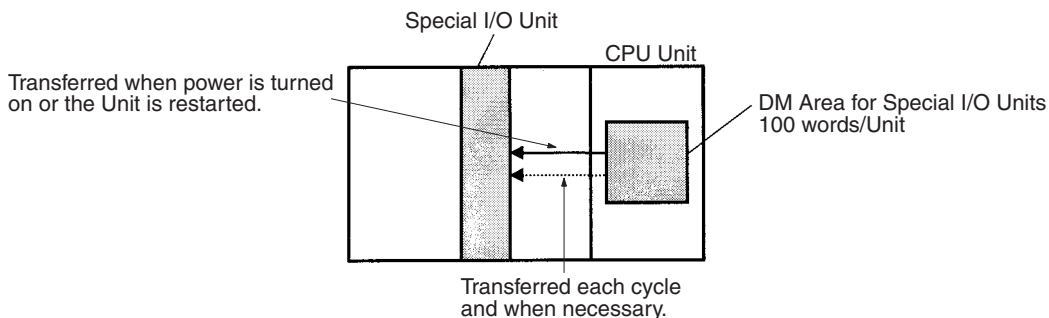 Special I/O Unit
CPU Unit
Transferred when power is turned
on or the Unit is restarted.
DM Area for Special I/O Units
100 words/Unit
Transferred each cycle
and when necessary.